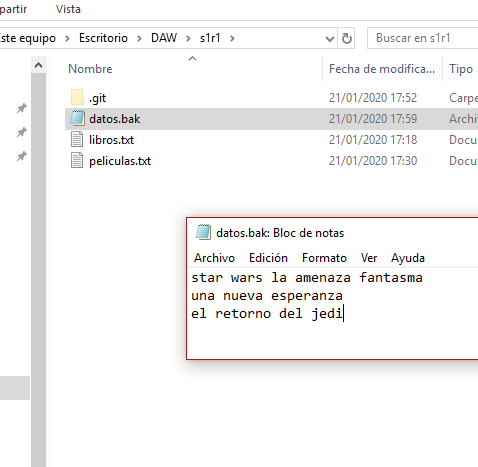 partir Vista
Este equipo > Escritorio > DAW > s1r1 >
Buscar en s1r1
Nombre Fecha de modifica... Tipo
.git 21/01/2020 17:52 Carpe
datos.bak 21/01/2020 17:59 Archi
libros.txt 21/01/2020 17:18 Docu
peliculas.txt 21/01/2020 17:30 Docu
datos.bak: Bloc de notas
Archivo Edición Formato Ver Ayuda
star wars la amenaza fantasma
una nueva esperanza
el retorno del jedi